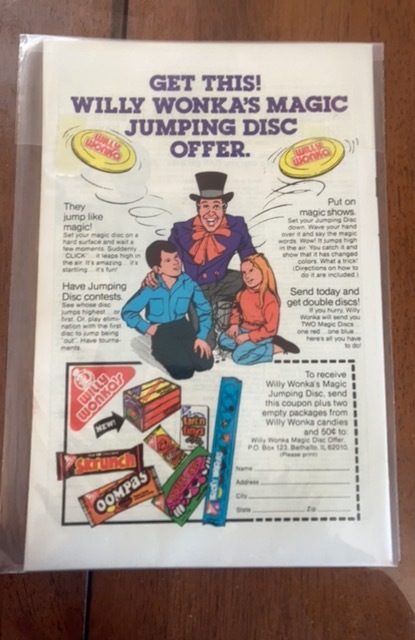 GET THIS!
WILLY WONKA'S MAGIC
JUMPING DISC
OFFER.
WILLY
WONKA
WILLY
WONKA
They
jump like
magic!
Set your magic disc on a
hard surface and wait a
few moments. Suddenly
'CLICK' ... it leaps high in
the air. It's amazing... it's
startling... it's fun!
Have Jumping
Disc contests.
See whose disc
jumps highest... or
first. Or, play elimi-
nation with the first
disc to jump being
"out". Have tourna-
ments.
Put on
magic shows.
Set your Jumping Disc
down. Wave your hand
over it and say the magic
words. Wow! It jumps high
in the air. You catch it and
show that it has changed
colors. What a trick!
(Directions on how to
do it are included.)
Send today and
get double discs!
If you hurry, Willy
Wonka will send you
TWO Magic Discs...
one red... one blue...
here's all you have
to do!
WILLY
WONKA'S
NEW!
Skrunch
OOMPAS
To receive
Willy Wonka's Magic
Jumping Disc, send
this coupon plus two
empty packages from
Willy Wonka candies
and 50¢ to:
Willy Wonka Magic Disc Offer,
P.O. Box 123, Bethalto, IL 62010.
(Please print)
Name
Address
City
State Zip